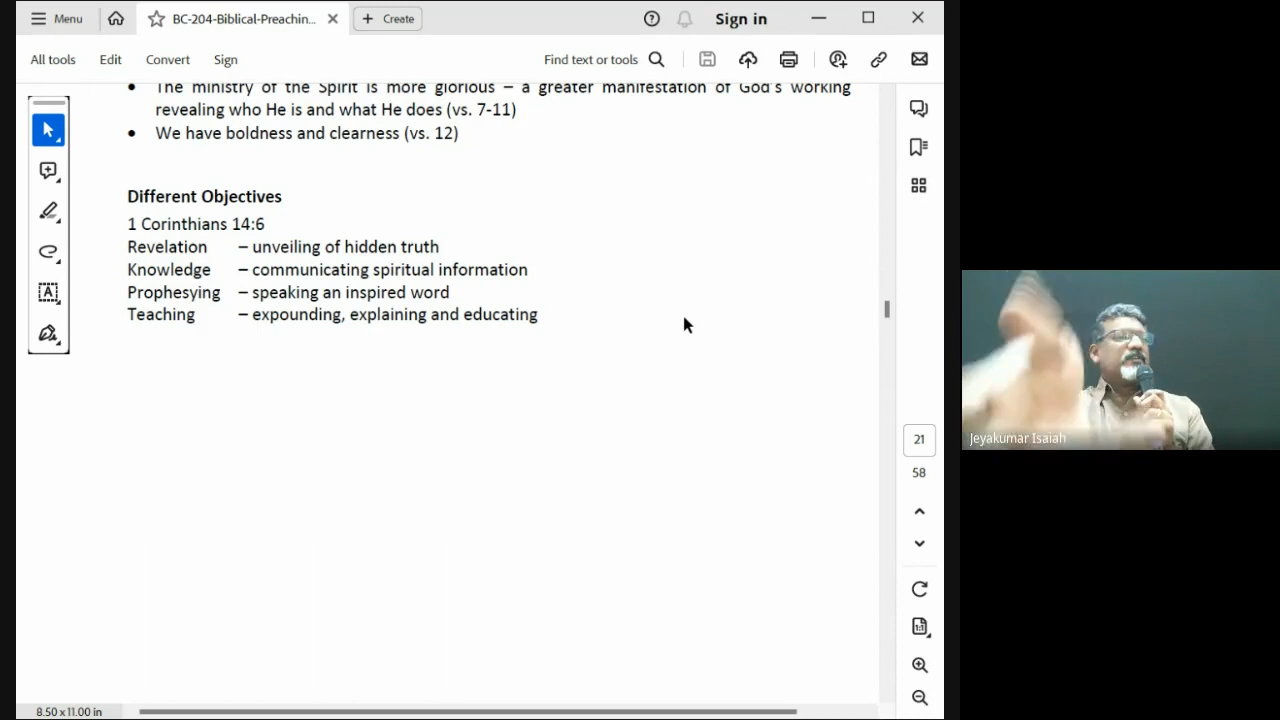 Menu
BC-204-Biblical-Preachin...
Create
Sign in
All tools
Edit
Convert
Sign
Find text or tools
• The ministry of the Spirit is more glorious – a greater manifestation of God's working
revealing who He is and what He does (vs. 7-11)
• We have boldness and clearness (vs. 12)
Different Objectives
1 Corinthians 14:6
Revelation – unveiling of hidden truth
Knowledge – communicating spiritual information
Prophesying – speaking an inspired word
Teaching – expounding, explaining and educating
21
58
8.50 x 11.00 in
Jeyakumar Isaiah